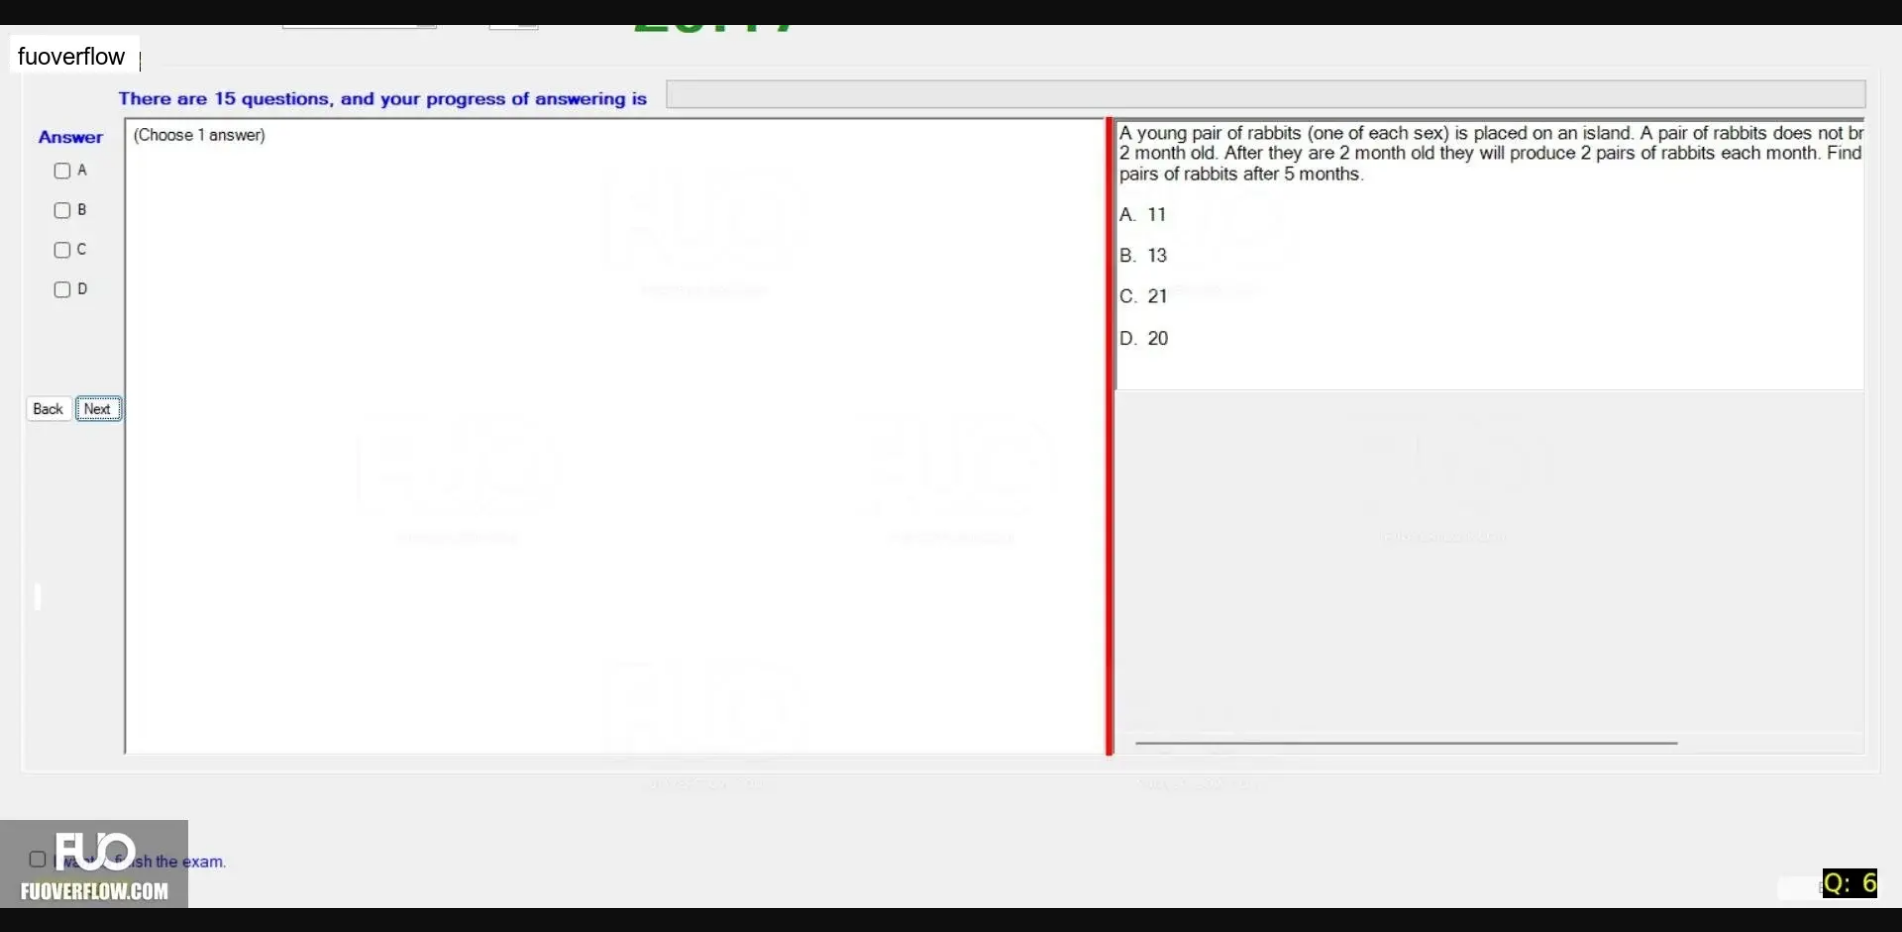 fuoverflow
There are 15 questions, and your progress of answering is
Answer
(Choose 1 answer)
A
B
C
D
Back
Next
A young pair of rabbits (one of each sex) is placed on an island. A pair of rabbits does not br
2 month old. After they are 2 month old they will produce 2 pairs of rabbits each month. Find
pairs of rabbits after 5 months.
A. 11
B. 13
C. 21
D. 20
FUO
the exam.
FUOVERFLOW.COM
Q: 6